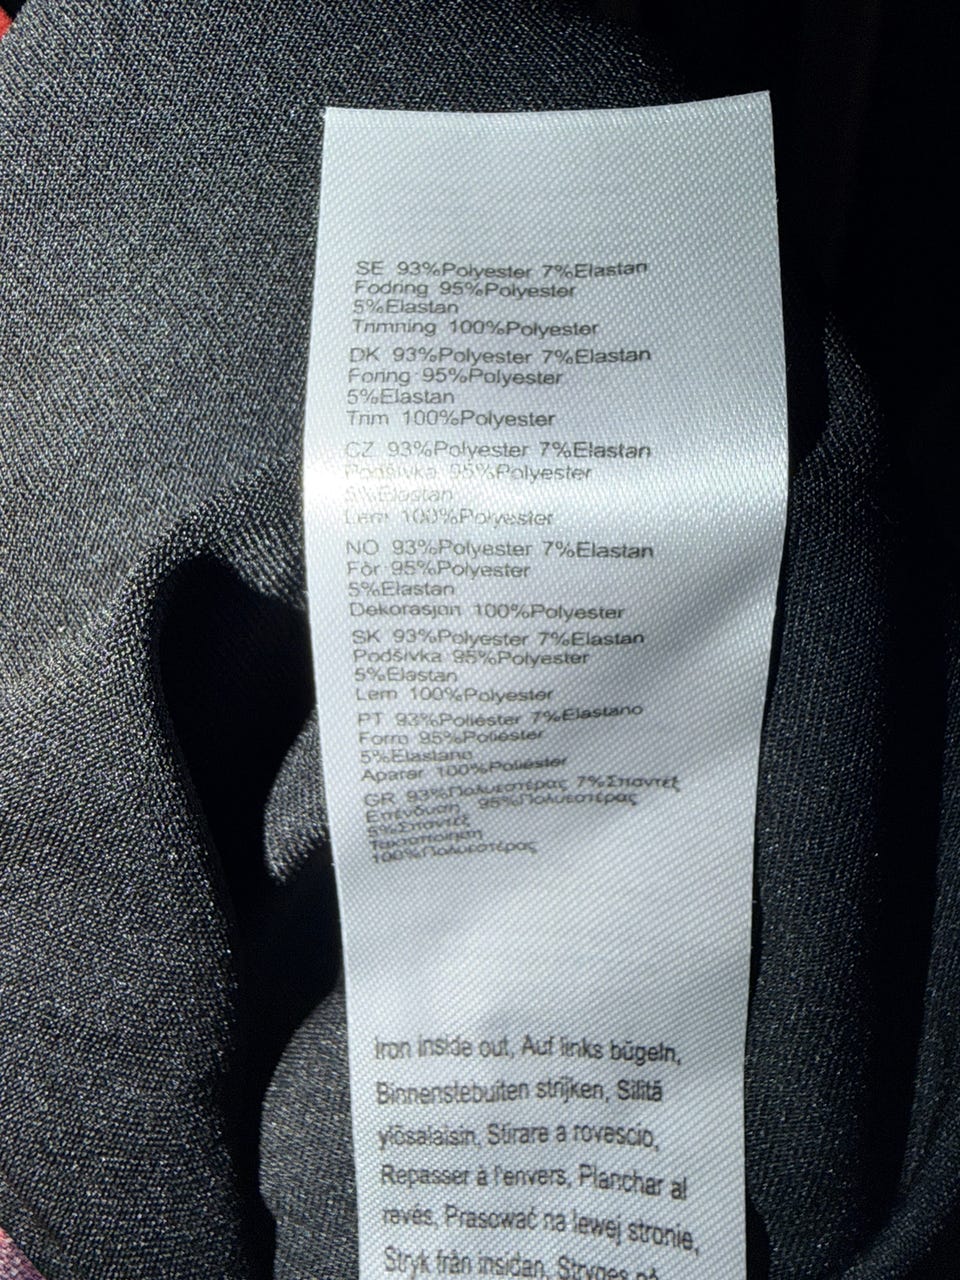 SE 93%Polyester 7%Elastan
Fodring 95%Polyester
5%Elastan
Trimning 100%Polyester
DK 93%Polyester 7%Elastan
Foring 95%Polyester
5%Elastan
Trim 100%Polyester
CZ 93%Polyester 7%Elastan
Podšívka 95%Polyester
5%Elastan
Lem 100%Polyester
NO 93%Polyester 7%Elastan
Fôr 95%Polyester
5%Elastan
Dekorasjon 100%Polyester
SK 93%Polyester 7%Elastan
Podšívka 95%Polyester
5%Elastan
Lem 100%Polyester
PT 93%Poliéster 7%Elastano
Forro 95%Poliéster
5%Elastano
Aparar 100%Poliéster
GR 93%Πολυεστέρας 7%Σπαντέξ
Επένδυση 95%Πολυεστέρας
5%Σπαντέξ
Τακτοποίηση
100%Πολυεστέρας
Iron inside out, Auf links bügeln,
Binnenstebuiten strijken, Silitä
ylösalaisin, Stirare a rovescio,
Repasser à l'envers, Planchar al
revés, Prasować na lewej stronie,
Stryk från insidan, Stryges på